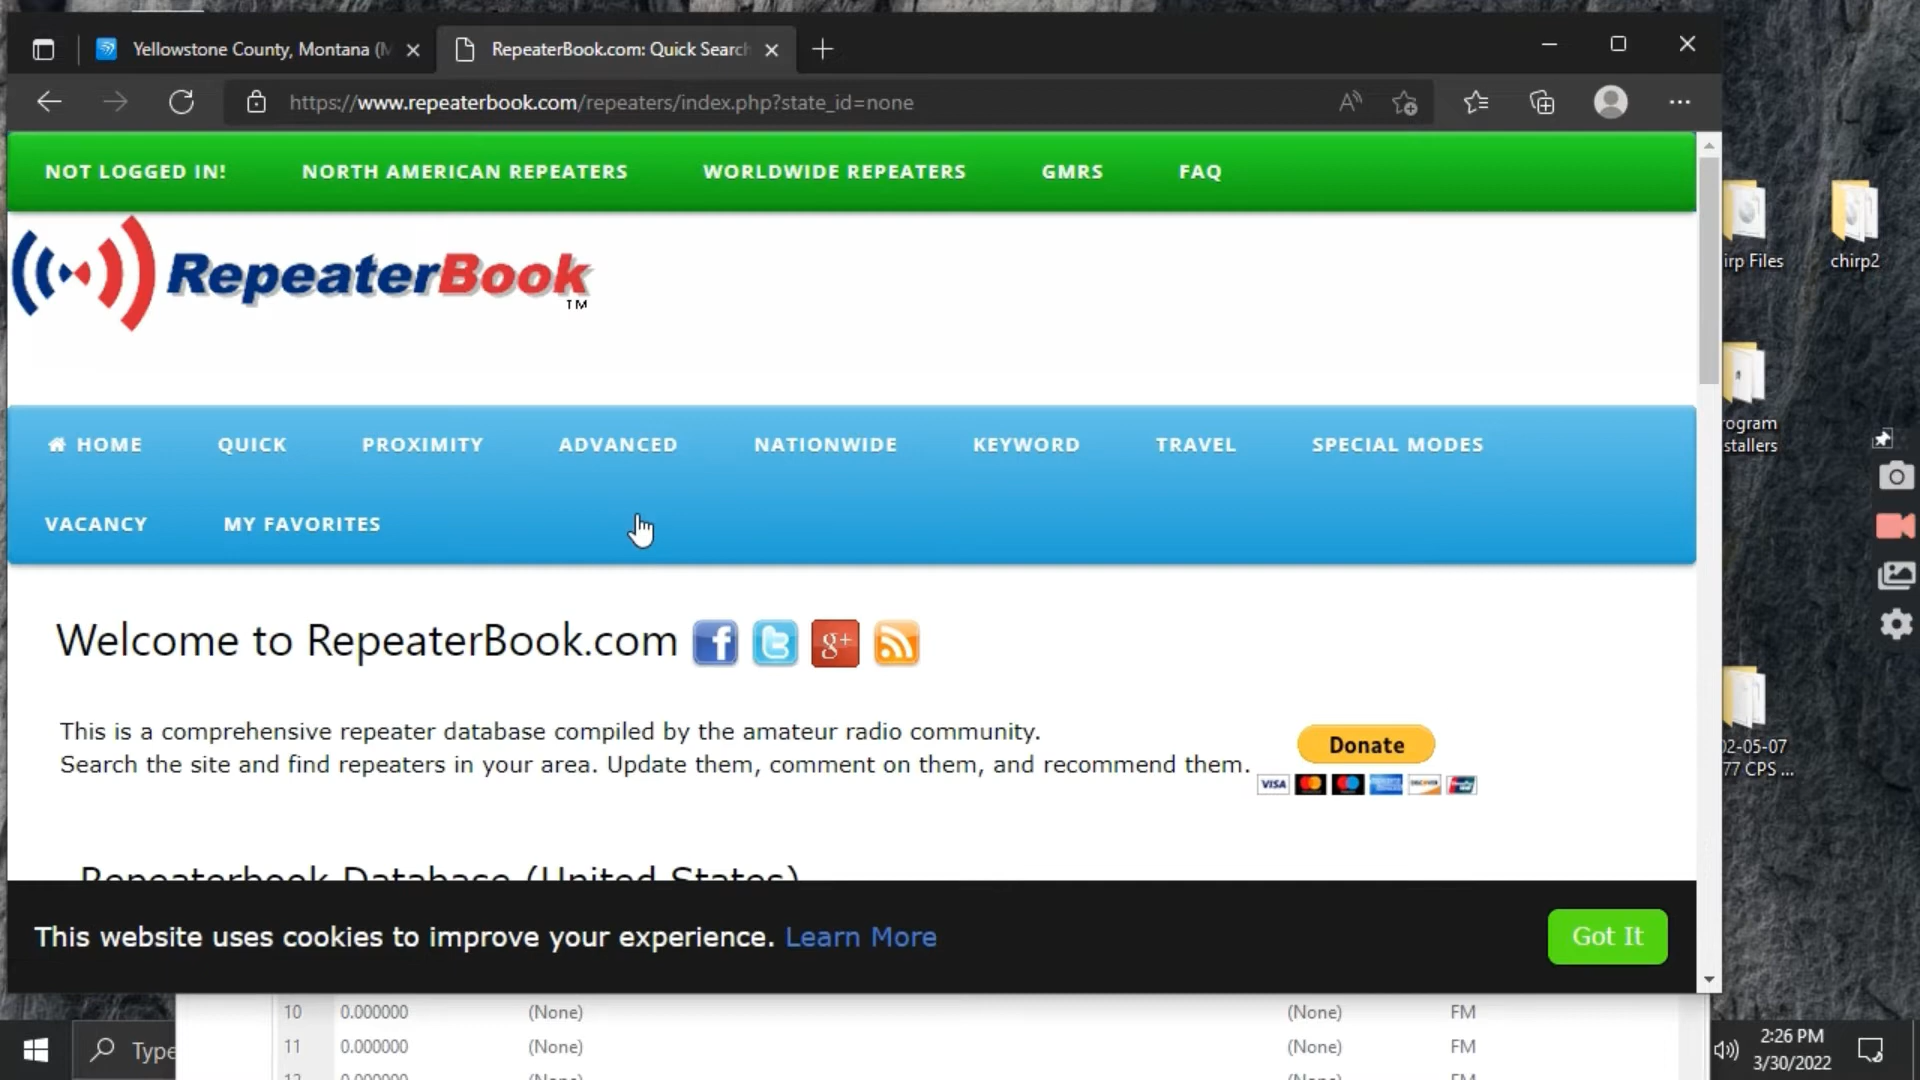 Yellowstone County, Montana (M
RepeaterBook.com: Quick Search
https://www.repeaterbook.com/repeaters/index.php?state_id=none
NOT LOGGED IN!
NORTH AMERICAN REPEATERS
WORLDWIDE REPEATERS
GMRS
FAQ
RepeaterBook
TM
HOME
QUICK
PROXIMITY
ADVANCED
NATIONWIDE
KEYWORD
TRAVEL
SPECIAL MODES
VACANCY
MY FAVORITES
Welcome to RepeaterBook.com
This is a comprehensive repeater database compiled by the amateur radio community.
Search the site and find repeaters in your area. Update them, comment on them, and recommend them.
Donate
VISA
Repeaterbook Database (United States)
This website uses cookies to improve your experience. Learn More
Got It
irp Files
chirp2
rogram
stallers
02-05-07
77 CPS ...
10 0.000000 (None) (None) FM
11 0.000000 (None) (None) FM
12 0.000000 (None) (None) FM
Type
2:26 PM
3/30/2022